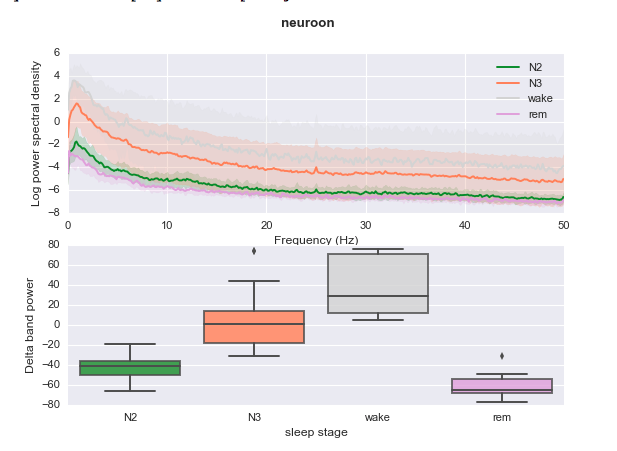 neuroon
Log power spectral density
6
4
2
0
−2
−4
−6
−8
N2
N3
wake
rem
0 10 20 30 40 50
Frequency (Hz)
Delta band power
80
60
40
20
0
−20
−40
−60
−80
N2 N3 wake rem
sleep stage